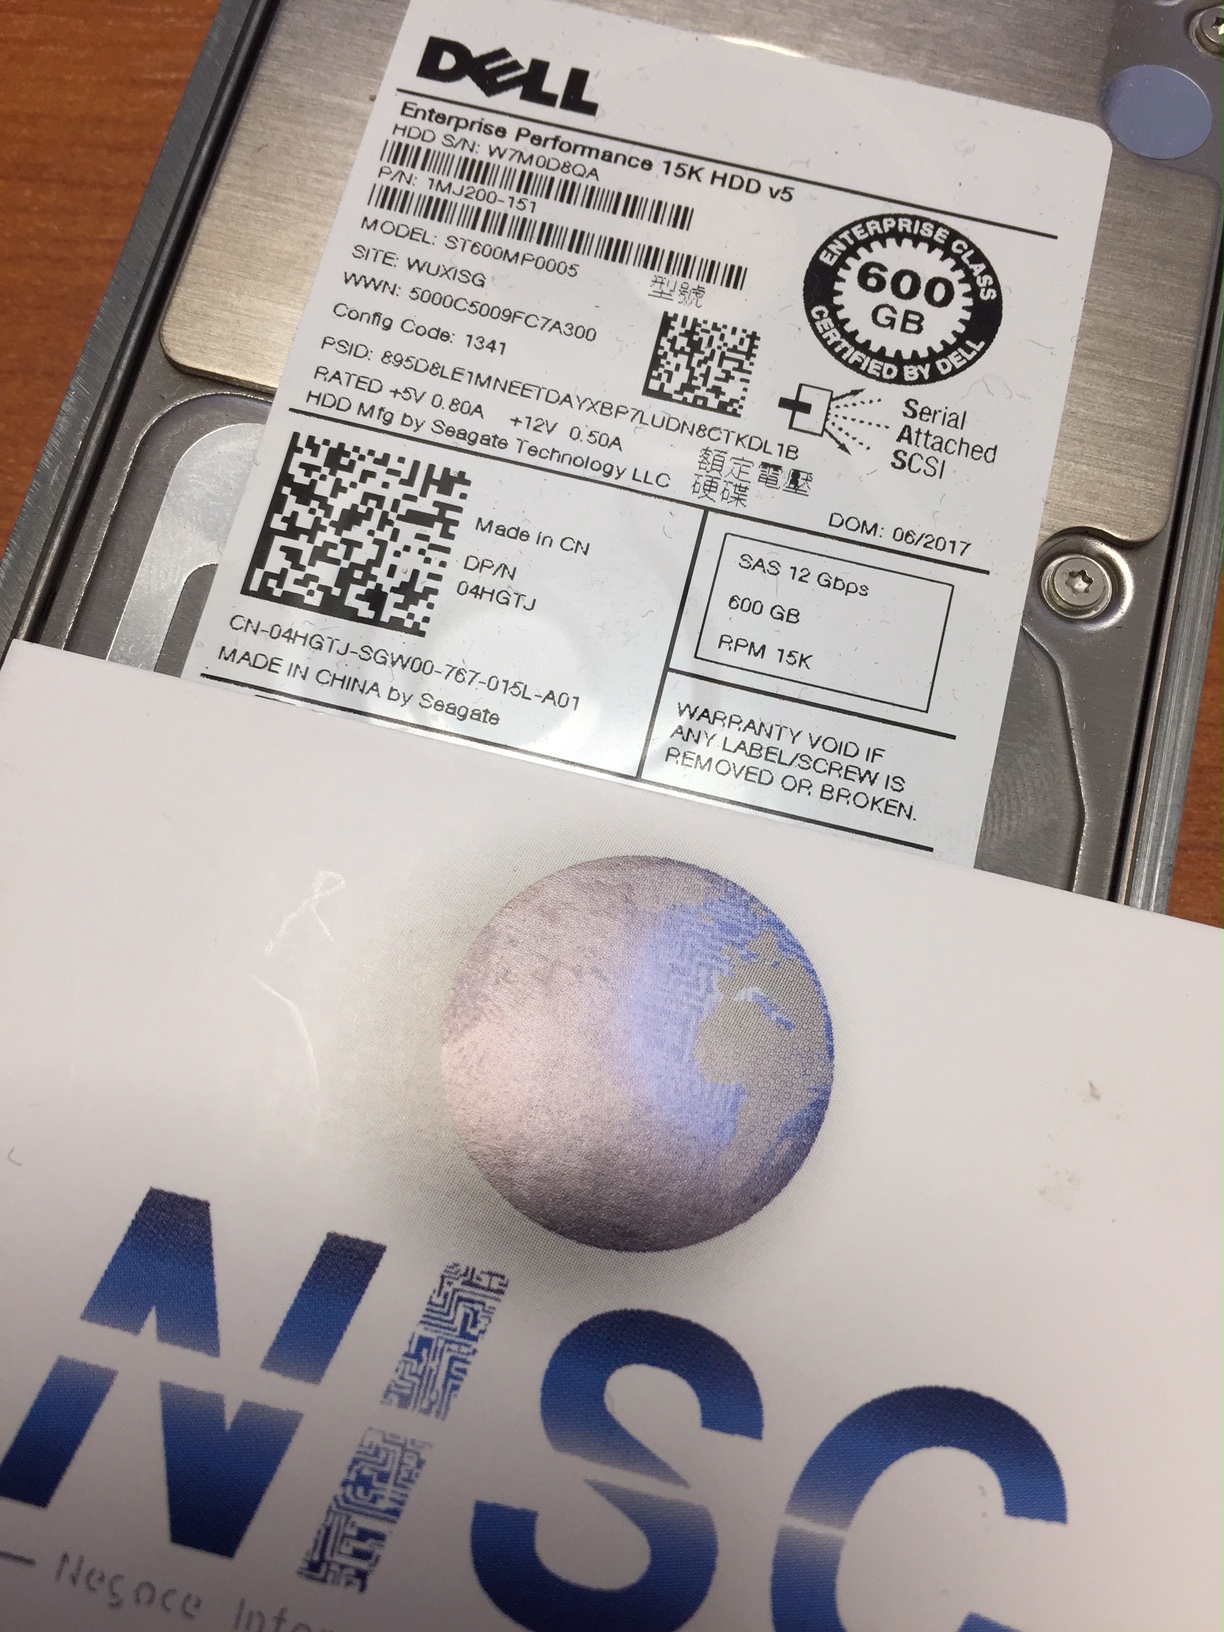 DELL
Enterprise Performance 15K HDD v5
HDD S/N: W7M0D8QA
P/N: 1MJ200-151
MODEL: ST600MP0005
型號
SITE: WUXISG
WWN: 5000C5009FC7A300
Config Code: 1341
PSID: 895D8LE1MNEETDAYXBP7LUDN8CTKDL1B
RATED +5V 0.80A +12V 0.50A
額定電壓
HDD Mfg by Seagate Technology LLC
硬碟
ENTERPRISE CLASS
600
GB
CERTIFIED BY DELL
Serial
Attached
SCSI
DOM: 06/2017
Made in CN
DP/N
04HGTJ
CN-04HGTJ-SGW00-767-015L-A01
MADE IN CHINA by Seagate
SAS 12 Gbps
600 GB
RPM 15K
WARRANTY VOID IF
ANY LABEL/SCREW IS
REMOVED OR BROKEN.
NISC
Negoce